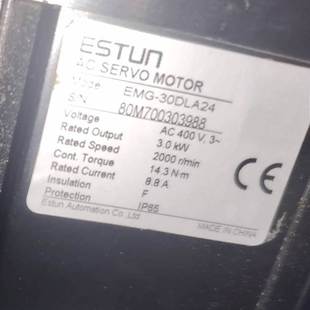 ESTUN
AC SERVO MOTOR
Mode EMG-30DLA24
S/N 80M700303988
Voltage AC 400 V, 3~
Rated Output 3.0 kW
Rated Speed 2000 r/min
Cont. Torque 14.3 N·m
Rated Current 8.8 A
Insulation F
Protection IP65
Estun Automation Co. Ltd
CE
MADE IN CHINA